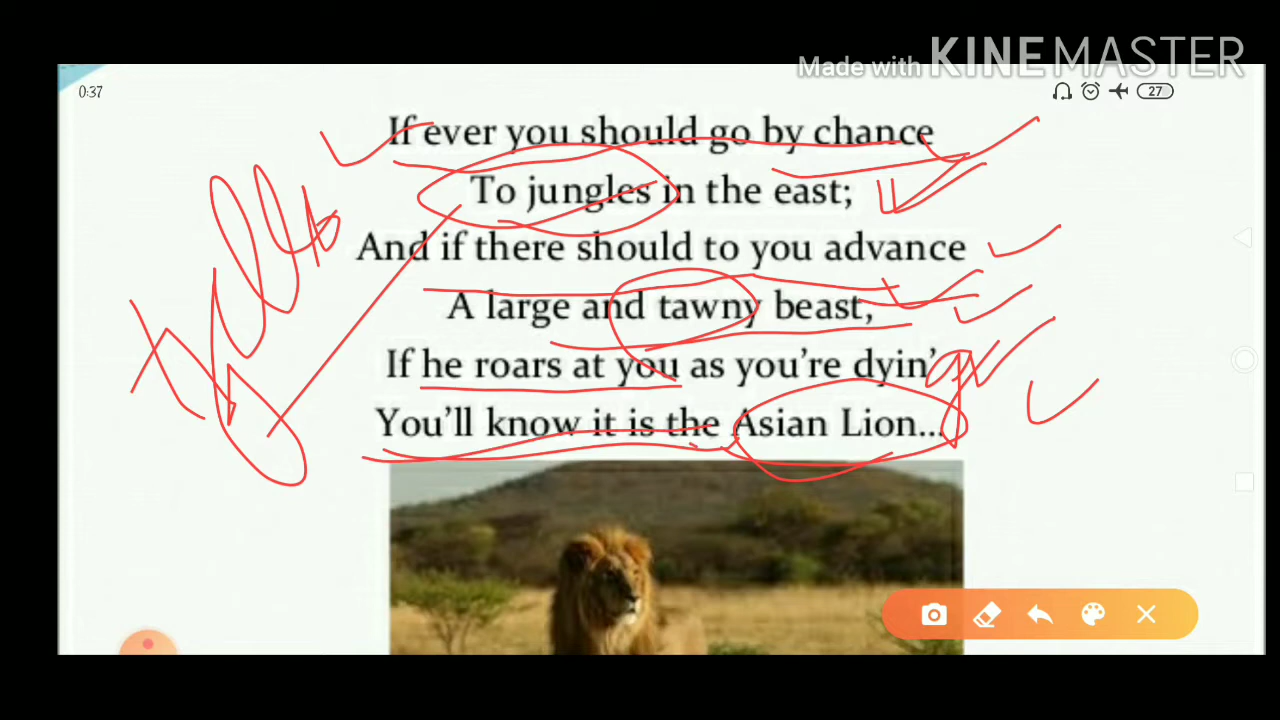 Made with KINEMASTER
0:37
27
If ever you should go by chance
To jungles in the east;
And if there should to you advance
A large and tawny beast,
If he roars at you as you're dyin'
You'll know it is the Asian Lion...